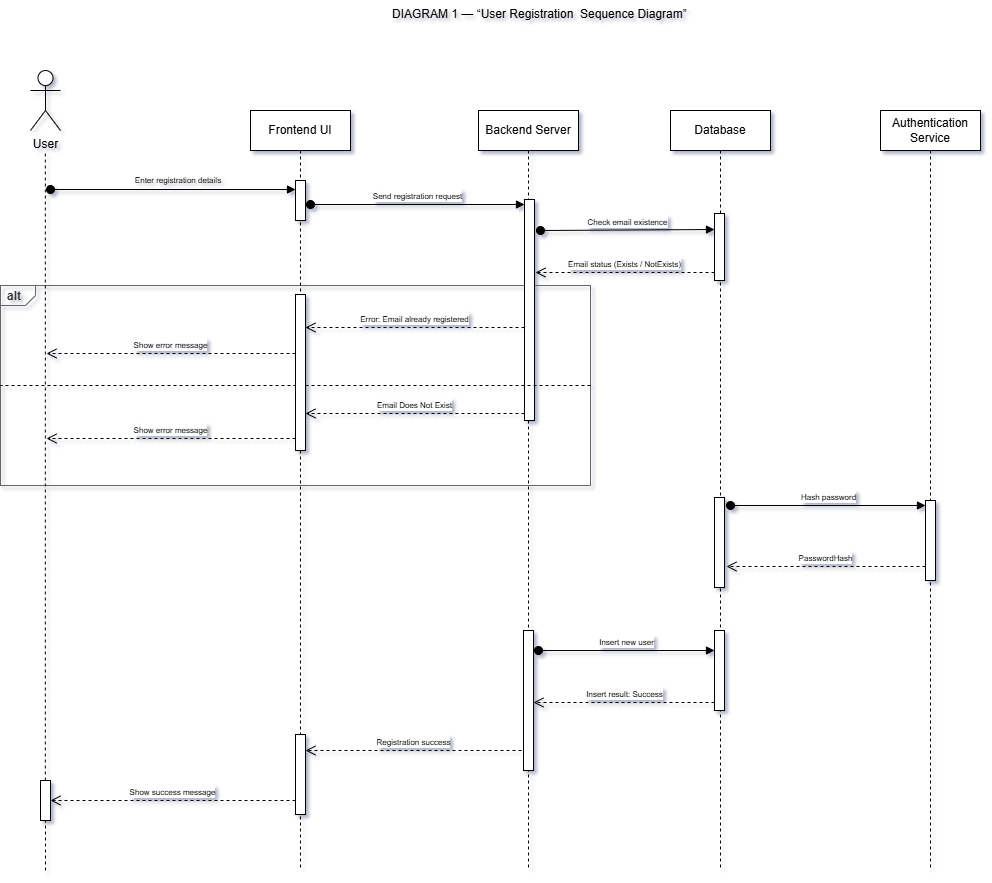 DIAGRAM 1 — “User Registration  Sequence Diagram”
User
Frontend UI
Backend Server
Database
Authentication
Service
Enter registration details
Send registration request
Check email existence
Email status (Exists / NotExists)
alt
Error: Email already registered
Show error message
Email Does Not Exist
Show error message
Hash password
PasswordHash
Insert new user
Insert result: Success
Registration success
Show success message